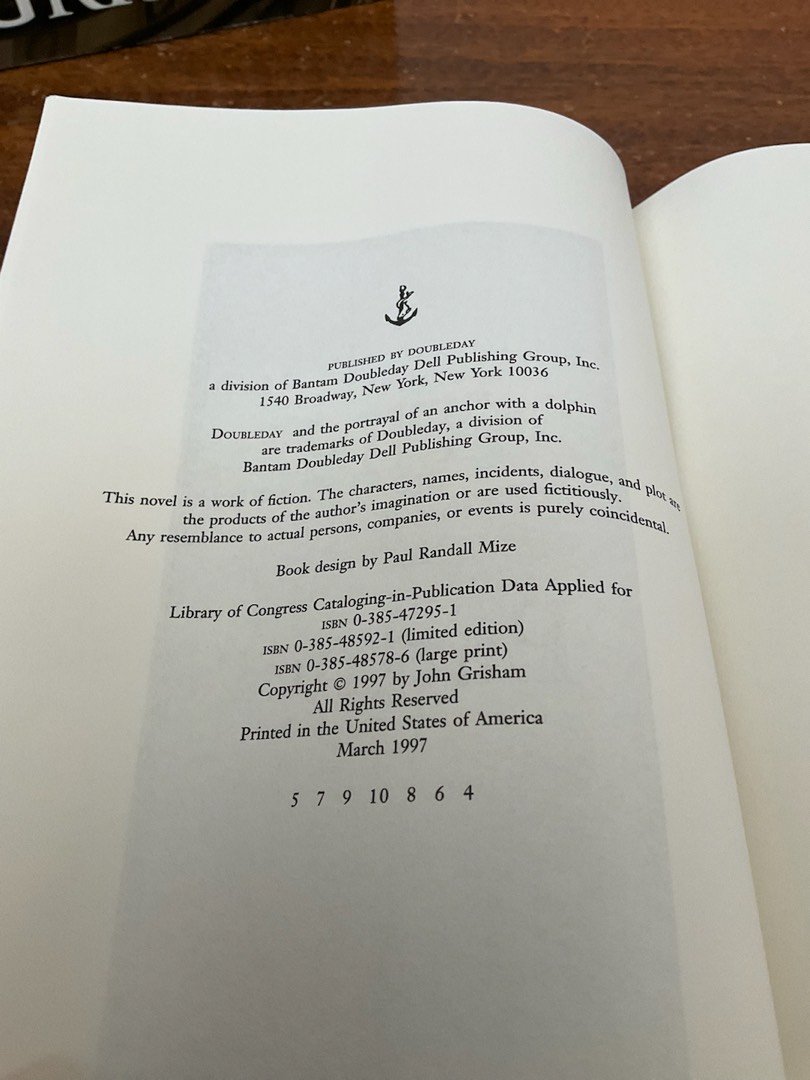 PUBLISHED BY DOUBLEDAY
a division of Bantam Doubleday Dell Publishing Group, Inc.
1540 Broadway, New York, New York 10036
DOUBLEDAY and the portrayal of an anchor with a dolphin
are trademarks of Doubleday, a division of
Bantam Doubleday Dell Publishing Group, Inc.
This novel is a work of fiction. The characters, names, incidents, dialogue, and plot are
the products of the author's imagination or are used fictitiously.
Any resemblance to actual persons, companies, or events is purely coincidental.
Book design by Paul Randall Mize
Library of Congress Cataloging-in-Publication Data Applied for
ISBN 0-385-47295-1
ISBN 0-385-48592-1 (limited edition)
ISBN 0-385-48578-6 (large print)
Copyright © 1997 by John Grisham
All Rights Reserved
Printed in the United States of America
March 1997
5 7 9 10 8 6 4